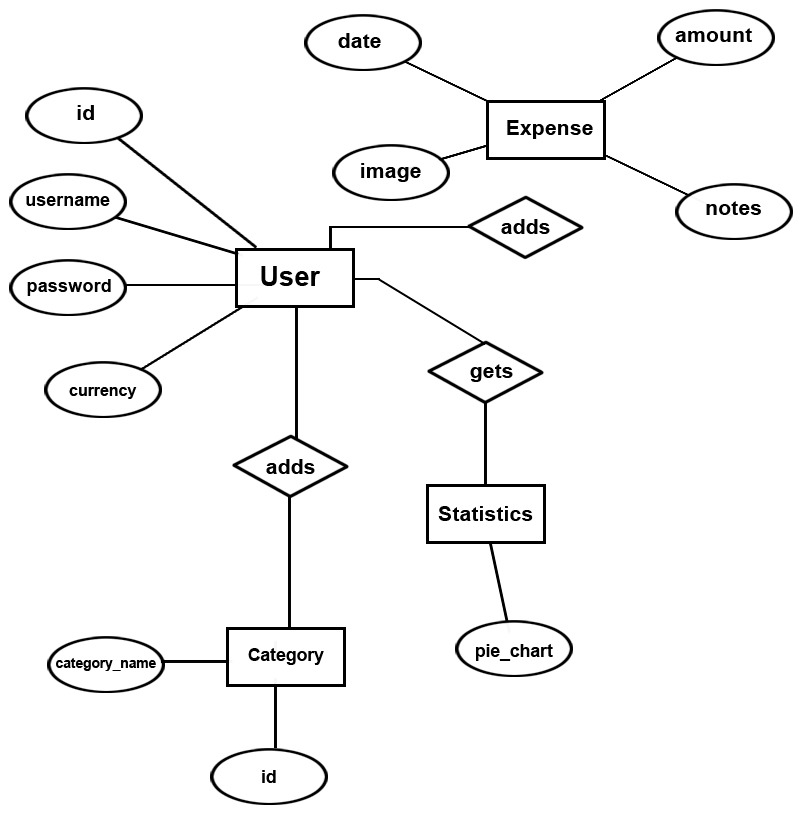 date
amount
id
Expense
image
username
notes
adds
User
password
gets
currency
adds
Statistics
Category
category_name
pie_chart
id